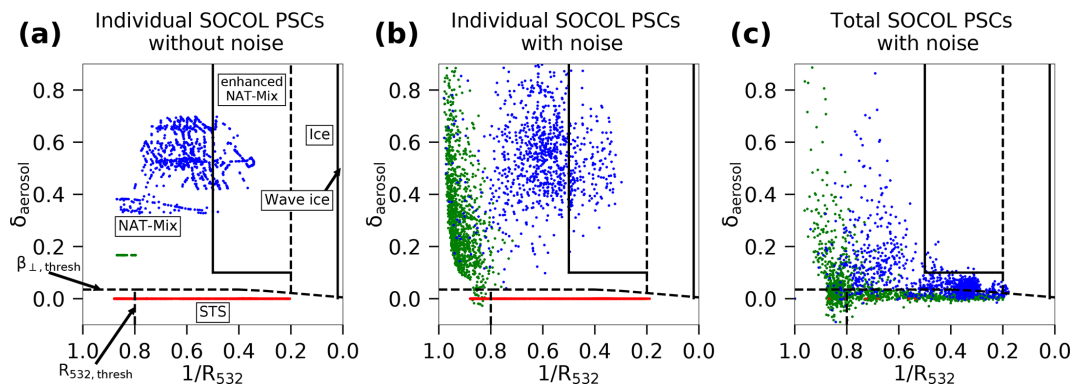 (a)
Individual SOCOL PSCs
without noise
δaerosol
0.8
0.6
0.4
0.2
0.0
enhanced
NAT-Mix
Ice
Wave ice
NAT-Mix
β⊥, thresh
STS
R532, thresh
1.0 0.8 0.6 0.4 0.2 0.0
1/R532
(b)
Individual SOCOL PSCs
with noise
δaerosol
0.8
0.6
0.4
0.2
0.0
1.0 0.8 0.6 0.4 0.2 0.0
1/R532
(c)
Total SOCOL PSCs
with noise
δaerosol
0.8
0.6
0.4
0.2
0.0
1.0 0.8 0.6 0.4 0.2 0.0
1/R532